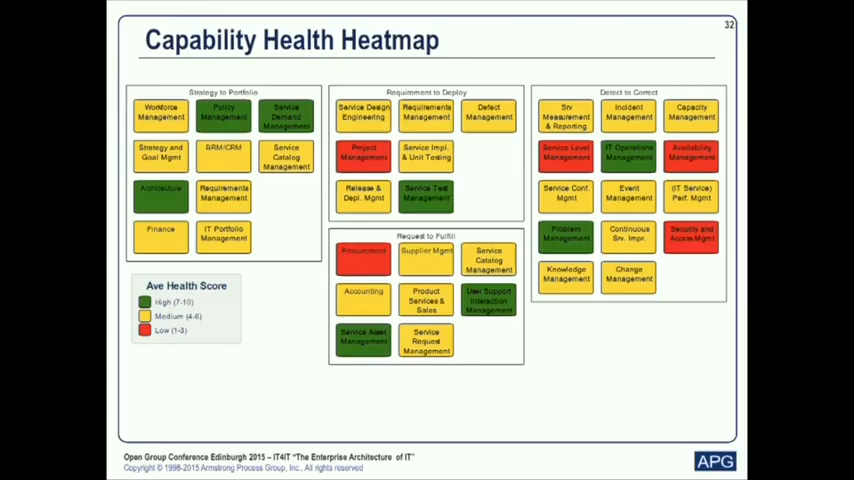 32
Capability Health Heatmap
Strategy to Portfolio
Workforce
Management
Policy
Management
Service
Demand
Management
Strategy and
Goal Mgmt
BRM/CRM
Service
Catalog
Management
Architecture
Requirements
Management
Finance
IT Portfolio
Management
Ave Health Score
High (7-10)
Medium (4-6)
Low (1-3)
Requirement to Deploy
Service Design
Engineering
Requirements
Management
Defect
Management
Project
Management
Service Impl.
& Unit Testing
Release &
Depl. Mgmt
Service Test
Management
Request to Fulfill
Procurement
Supplier Mgmt
Service
Catalog
Management
Accounting
Product
Services &
Sales
User Support
Interaction
Management
Service Asset
Management
Service
Request
Management
Detect to Correct
Srv
Measurement
& Reporting
Incident
Management
Capacity
Management
Service Level
Management
IT Operations
Management
Availability
Management
Service Conf.
Mgmt
Event
Management
(IT Service)
Perf. Mgmt
Problem
Management
Continuous
Srv. Impr.
Security and
Access Mgmt
Knowledge
Management
Change
Management
Open Group Conference Edinburgh 2015 – IT4IT "The Enterprise Architecture of IT"
Copyright © 1998-2015 Armstrong Process Group, Inc., All rights reserved
APG